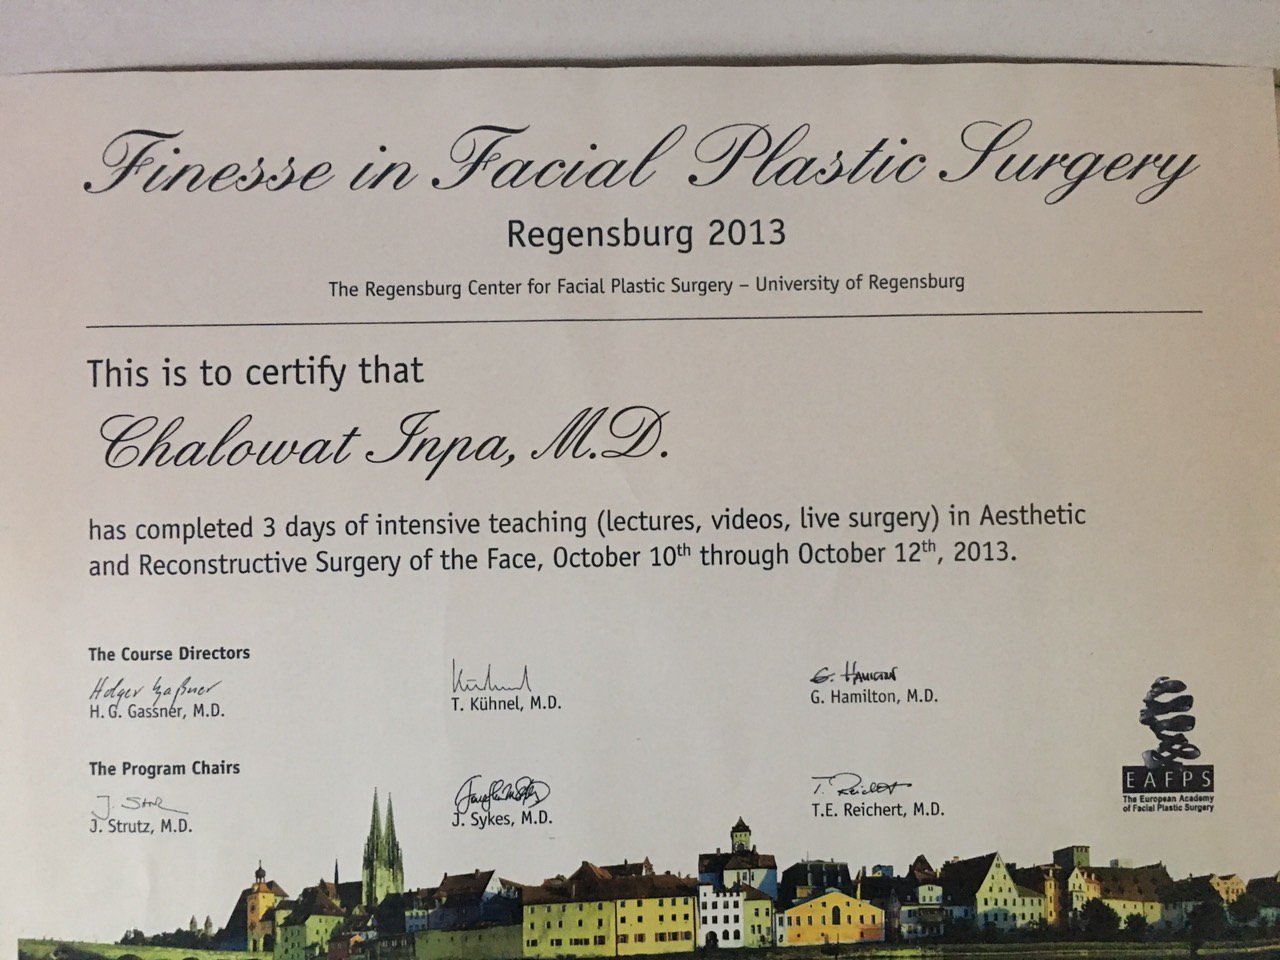 Finesse in Facial Plastic Surgery
Regensburg 2013
The Regensburg Center for Facial Plastic Surgery – University of Regensburg
This is to certify that
Chalowat Inpa, M.D.
has completed 3 days of intensive teaching (lectures, videos, live surgery) in Aesthetic
and Reconstructive Surgery of the Face, October 10th through October 12th, 2013.
The Course Directors
Holger Gaßner
H.G. Gassner, M.D.
T. Kühnel, M.D.
G. Hamilton
G. Hamilton, M.D.
The Program Chairs
J. Strutz, M.D.
J. Sykes, M.D.
T. Reichert
T.E. Reichert, M.D.
EAFPS
The European Academy
of Facial Plastic Surgery